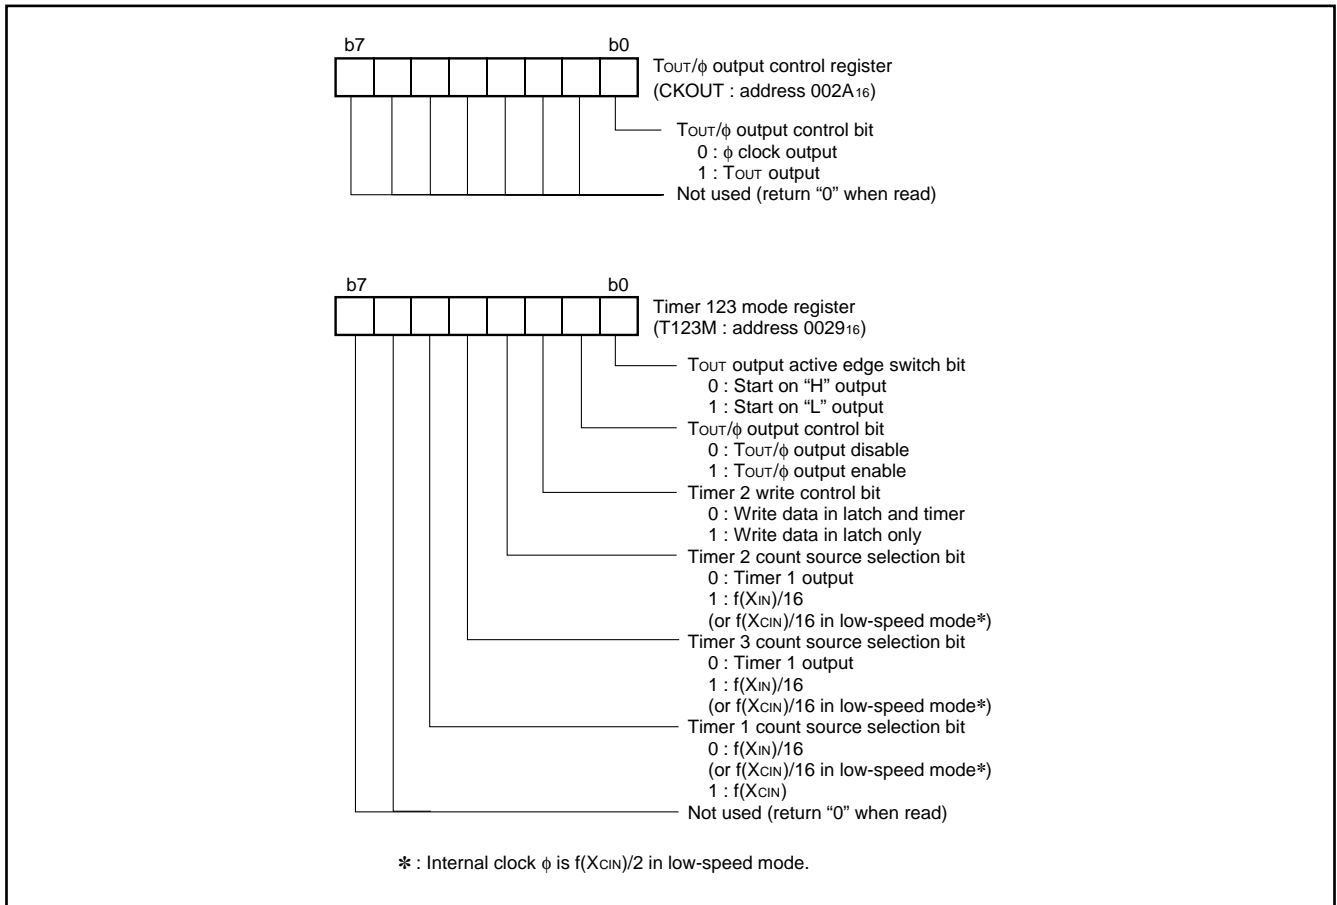 b7 b0
TOUT/ϕ output control register
(CKOUT : address 002A16)
TOUT/ϕ output control bit
0 : ϕ clock output
1 : TOUT output
Not used (return “0” when read)
b7 b0
Timer 123 mode register
(T123M : address 002916)
TOUT output active edge switch bit
0 : Start on “H” output
1 : Start on “L” output
TOUT/ϕ output control bit
0 : TOUT/ϕ output disable
1 : TOUT/ϕ output enable
Timer 2 write control bit
0 : Write data in latch and timer
1 : Write data in latch only
Timer 2 count source selection bit
0 : Timer 1 output
1 : f(XIN)/16
(or f(XCIN)/16 in low-speed mode✻)
Timer 3 count source selection bit
0 : Timer 1 output
1 : f(XIN)/16
(or f(XCIN)/16 in low-speed mode✻)
Timer 1 count source selection bit
0 : f(XIN)/16
(or f(XCIN)/16 in low-speed mode✻)
1 : f(XCIN)
Not used (return “0” when read)
✻ : Internal clock ϕ is f(XCIN)/2 in low-speed mode.